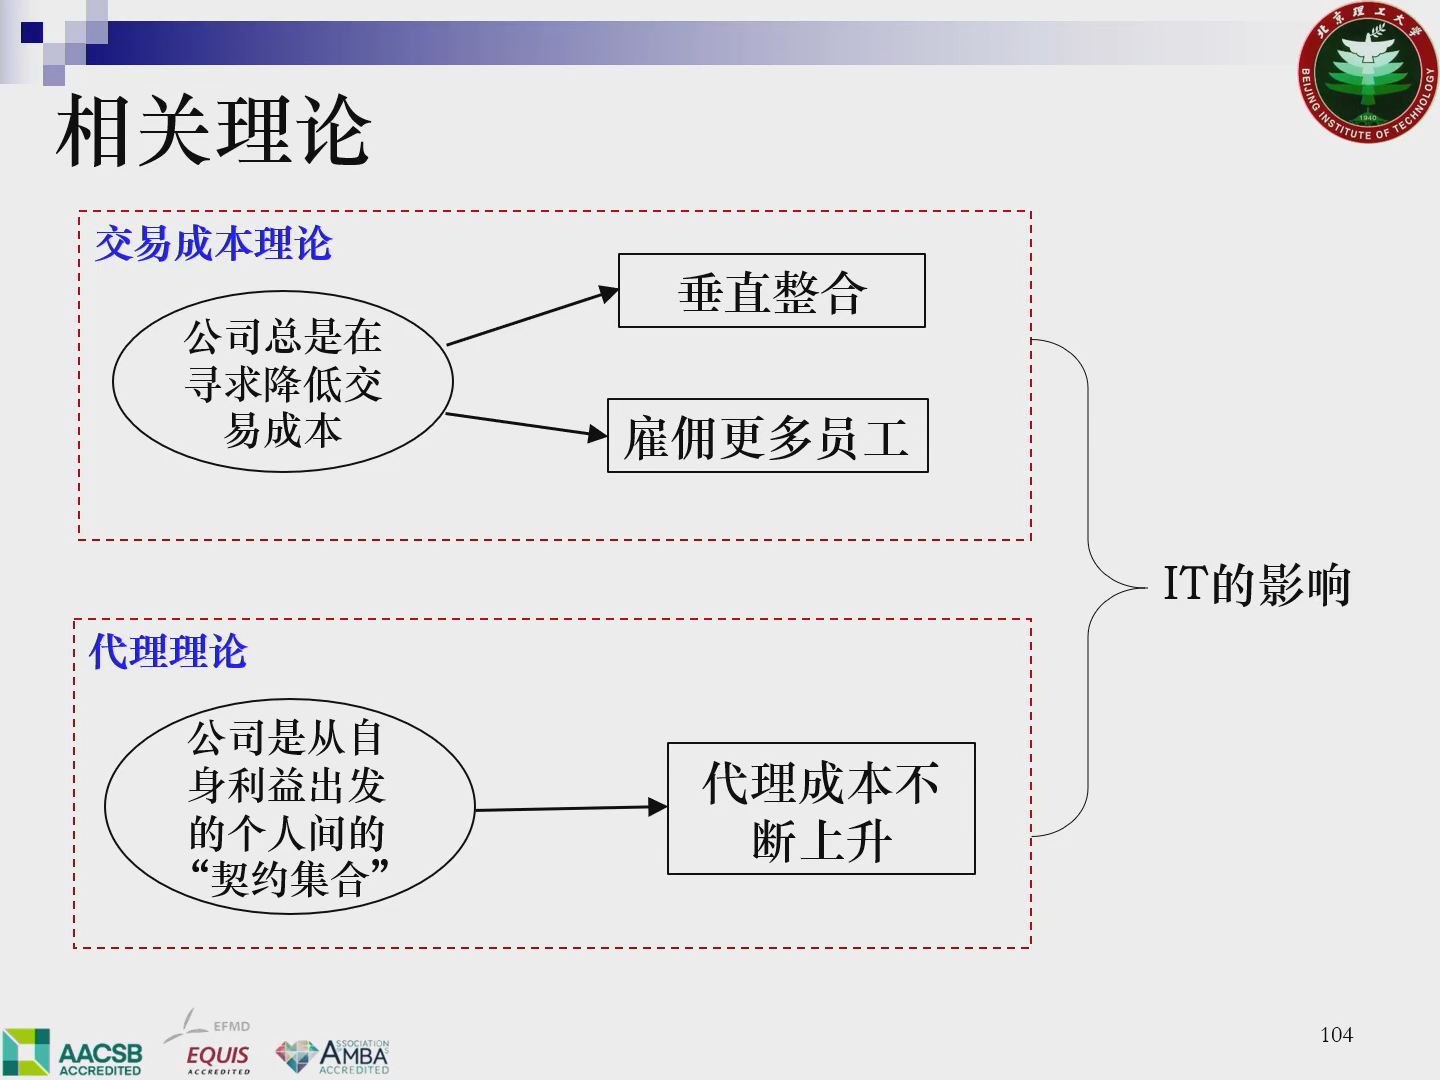 北京理工大学
BEIJING INSTITUTE OF TECHNOLOGY
1940
相关理论
交易成本理论
公司总是在
寻求降低交
易成本
垂直整合
雇佣更多员工
IT的影响
代理理论
公司是从自
身利益出发
的个人间的
“契约集合”
代理成本不
断上升
AACSB
ACCREDITED
EFMD
EQUIS
ACCREDITED
ASSOCIATION
AMBA
ACCREDITED
104